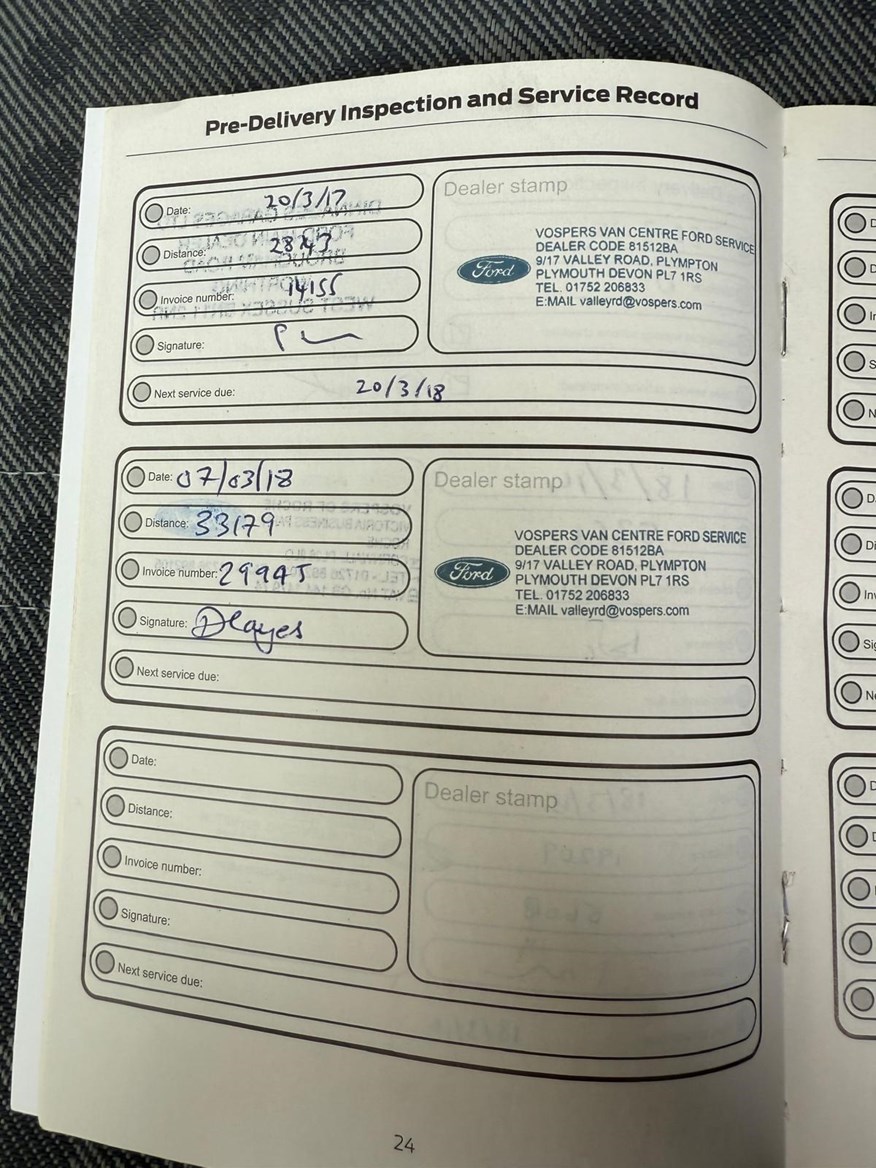 Pre-Delivery Inspection and Service Record
Date: 20/3/17
Distance:
Invoice number: 14155
Signature:
Next service due: 20/3/18
Dealer stamp
Ford
VOSPERS VAN CENTRE FORD SERVICE
DEALER CODE 81512BA
9/17 VALLEY ROAD, PLYMPTON
PLYMOUTH DEVON PL7 1RS
TEL. 01752 206833
E:MAIL valleyrd@vospers.com
Date: 07/03/18
Distance: 33179
Invoice number: 29945
Signature: DHayes
Next service due:
Dealer stamp
Ford
VOSPERS VAN CENTRE FORD SERVICE
DEALER CODE 81512BA
9/17 VALLEY ROAD, PLYMPTON
PLYMOUTH DEVON PL7 1RS
TEL. 01752 206833
E:MAIL valleyrd@vospers.com
Date:
Distance:
Invoice number:
Signature:
Next service due:
Dealer stamp
24